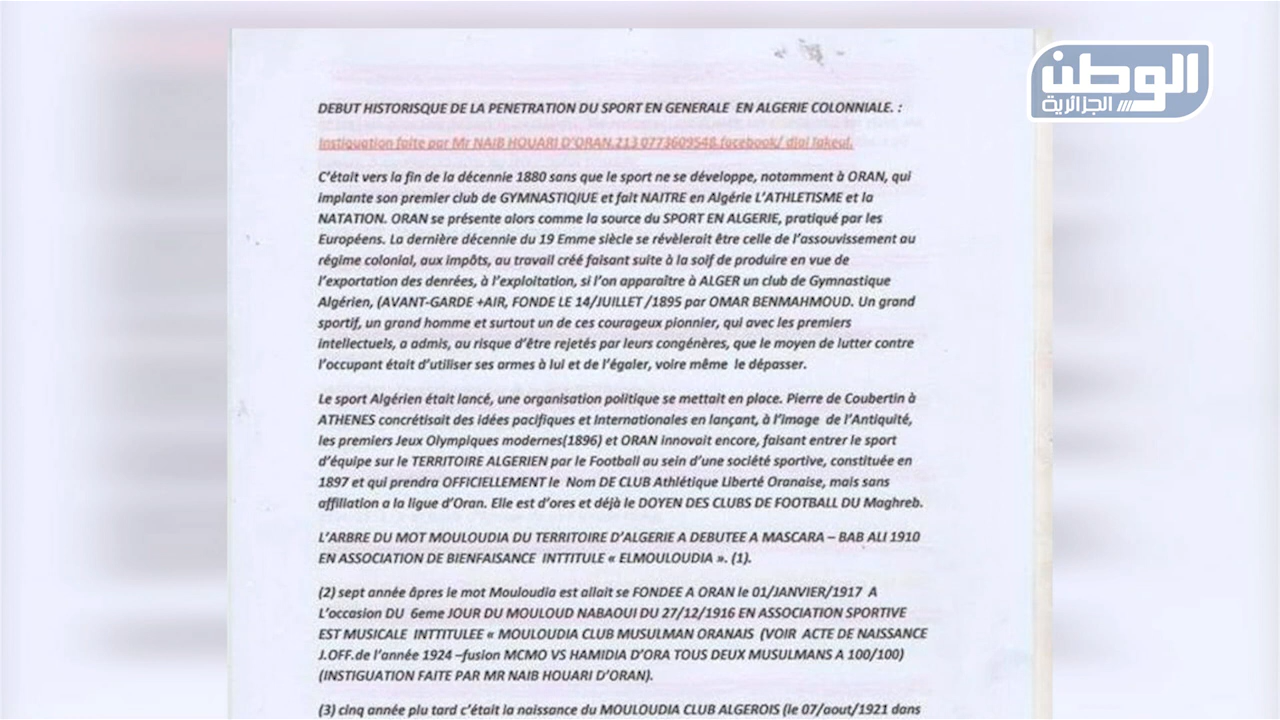 الوطن
الجزائرية
DEBUT HISTORISQUE DE LA PENETRATION DU SPORT EN GENERALE EN ALGERIE COLONNIALE. :
Instiquation faite par Mr NAIB HOUARI D'ORAN.213 0773609548.facebook/ djai lakeul.
C'était vers la fin de la décennie 1880 sans que le sport ne se développe, notamment à ORAN, qui
implante son premier club de GYMNASTIQIUE et fait NAITRE en Algérie L'ATHLETISME et la
NATATION. ORAN se présente alors comme la source du SPORT EN ALGERIE, pratiqué par les
Européens. La dernière décennie du 19 Emme siècle se révèlerait être celle de l'assouvissement au
régime colonial, aux impôts, au travail créé faisant suite à la soif de produire en vue de
l'exportation des denrées, à l'exploitation, si l'on apparaître à ALGER un club de Gymnastique
Algérien, (AVANT-GARDE +AIR, FONDE LE 14/JUILLET /1895 par OMAR BENMAHMOUD. Un grand
sportif, un grand homme et surtout un de ces courageux pionnier, qui avec les premiers
intellectuels, a admis, au risque d'être rejetés par leurs congénères, que le moyen de lutter contre
l'occupant était d'utiliser ses armes à lui et de l'égaler, voire même le dépasser.
Le sport Algérien était lancé, une organisation politique se mettait en place. Pierre de Coubertin à
ATHENES concrétisait des idées pacifiques et Internationales en lançant, à l'image de l'Antiquité,
les premiers Jeux Olympiques modernes(1896) et ORAN innovait encore, faisant entrer le sport
d'équipe sur le TERRITOIRE ALGERIEN par le Football au sein d'une société sportive, constituée en
1897 et qui prendra OFFICIELLEMENT le Nom DE CLUB Athlétique Liberté Oranaise, mais sans
affiliation a la ligue d'Oran. Elle est d'ores et déjà le DOYEN DES CLUBS DE FOOTBALL DU Maghreb.
L'ARBRE DU MOT MOULOUDIA DU TERRITOIRE D'ALGERIE A DEBUTEE A MASCARA – BAB ALI 1910
EN ASSOCIATION DE BIENFAISANCE INTTITULE « ELMOULOUDIA ». (1).
(2) sept année âpres le mot Mouloudia est allait se FONDEE A ORAN le 01/JANVIER/1917 A
L'occasion DU 6eme JOUR DU MOULOUD NABAOUI DU 27/12/1916 EN ASSOCIATION SPORTIVE
EST MUSICALE INTTITULEE « MOULOUDIA CLUB MUSULMAN ORANAIS (VOIR ACTE DE NAISSANCE
J.OFF.de l'année 1924 –fusion MCMO VS HAMIDIA D'ORA TOUS DEUX MUSULMANS A 100/100)
(INSTIGUATION FAITE PAR MR NAIB HOUARI D'ORAN).
(3) cinq année plu tard c'était la naissance du MOULOUDIA CLUB ALGEROIS (le 07/aout/1921 dans